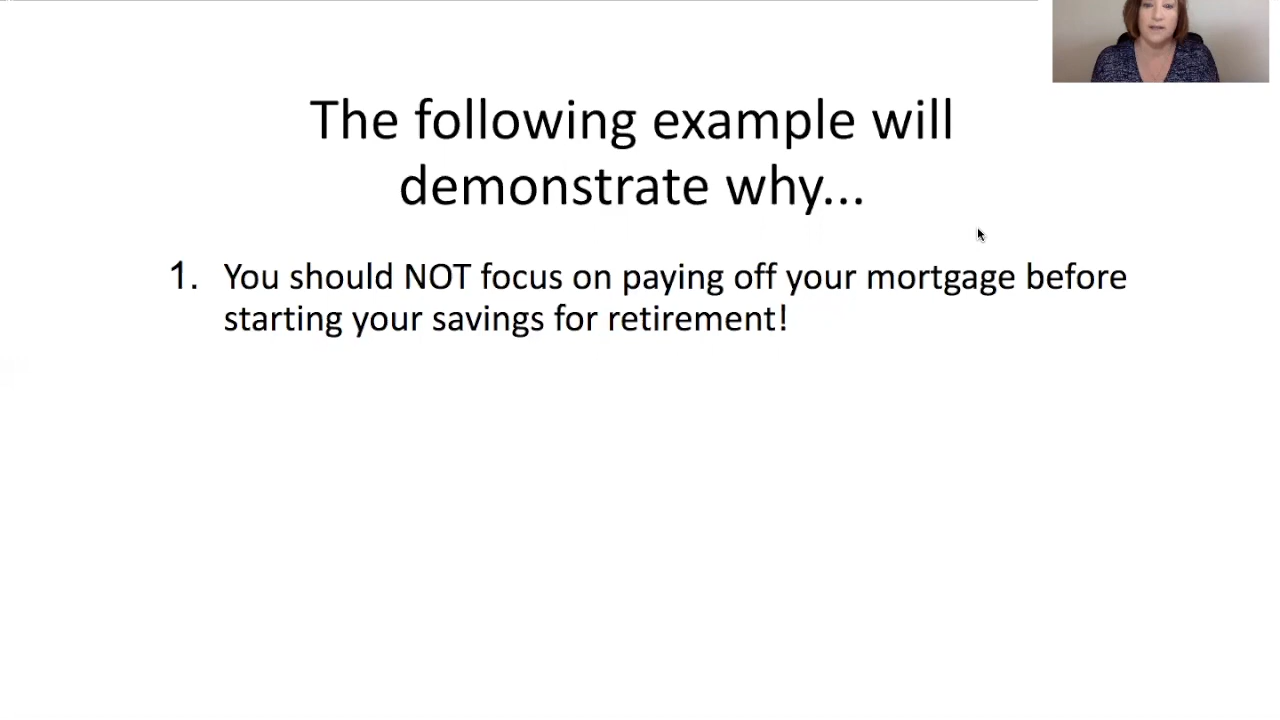 The following example will
demonstrate why...
1. You should NOT focus on paying off your mortgage before
starting your savings for retirement!